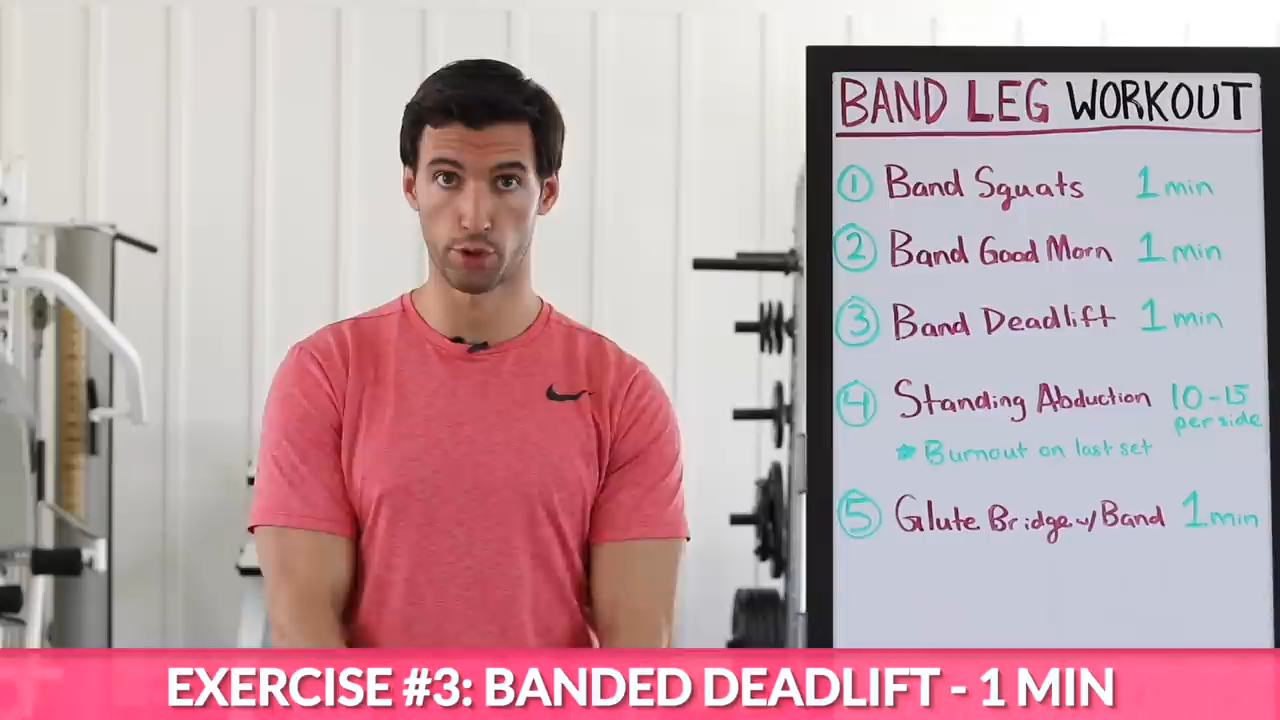 BAND LEG WORKOUT
1 Band Squats 1 min
2 Band Good Morn 1 min
3 Band Deadlift 1 min
4 Standing Abduction 10-15
per side
* Burnout on last set
5 Glute Bridge w/ Band 1 min
EXERCISE #3: BANDED DEADLIFT - 1 MIN